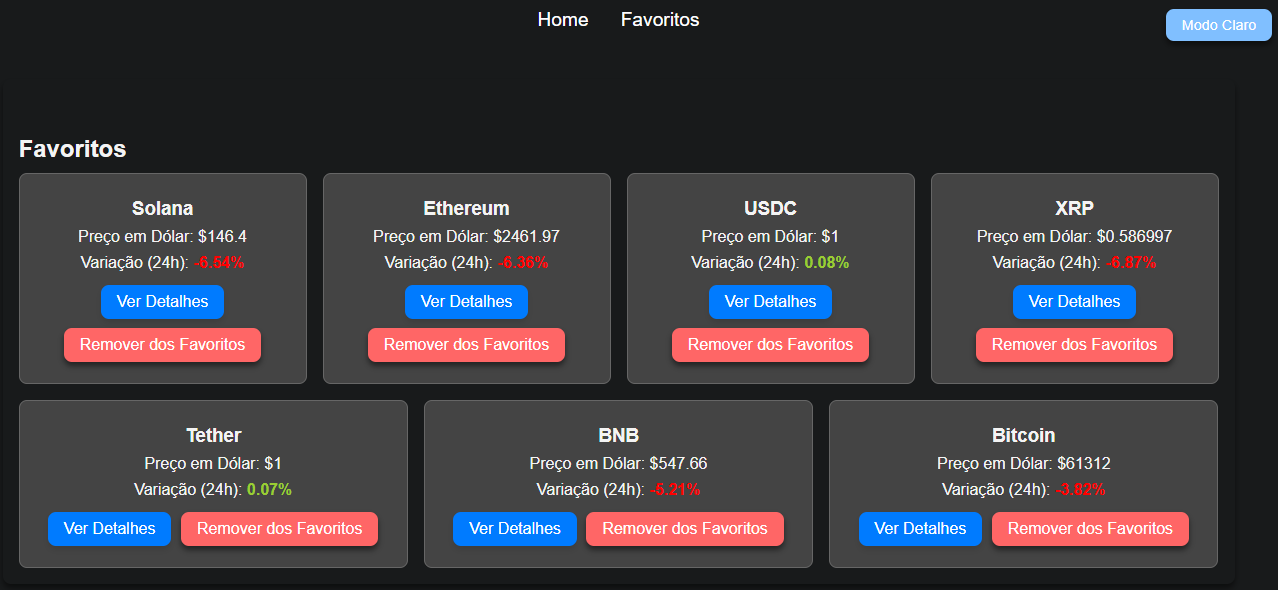 Home Favoritos
Modo Claro
Favoritos
Solana
Preço em Dólar: $146.4
Variação (24h): -6.54%
Ver Detalhes
Remover dos Favoritos
Ethereum
Preço em Dólar: $2461.97
Variação (24h): -6.36%
Ver Detalhes
Remover dos Favoritos
USDC
Preço em Dólar: $1
Variação (24h): 0.08%
Ver Detalhes
Remover dos Favoritos
XRP
Preço em Dólar: $0.586997
Variação (24h): -6.87%
Ver Detalhes
Remover dos Favoritos
Tether
Preço em Dólar: $1
Variação (24h): 0.07%
Ver Detalhes Remover dos Favoritos
BNB
Preço em Dólar: $547.66
Variação (24h): -5.21%
Ver Detalhes Remover dos Favoritos
Bitcoin
Preço em Dólar: $61312
Variação (24h): -3.82%
Ver Detalhes Remover dos Favoritos